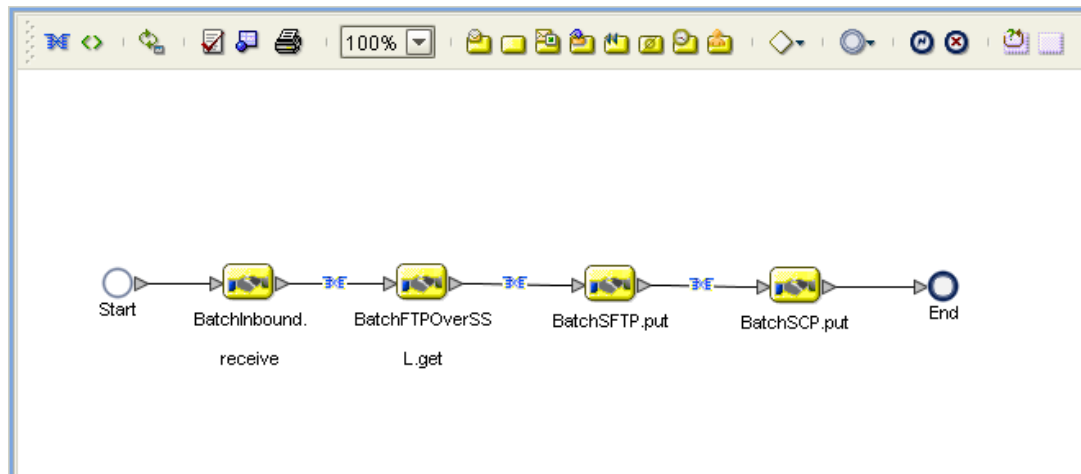 100%
Start
BatchInbound.
receive
BatchFTPOverSS
L.get
BatchSFTP.put
BatchSCP.put
End